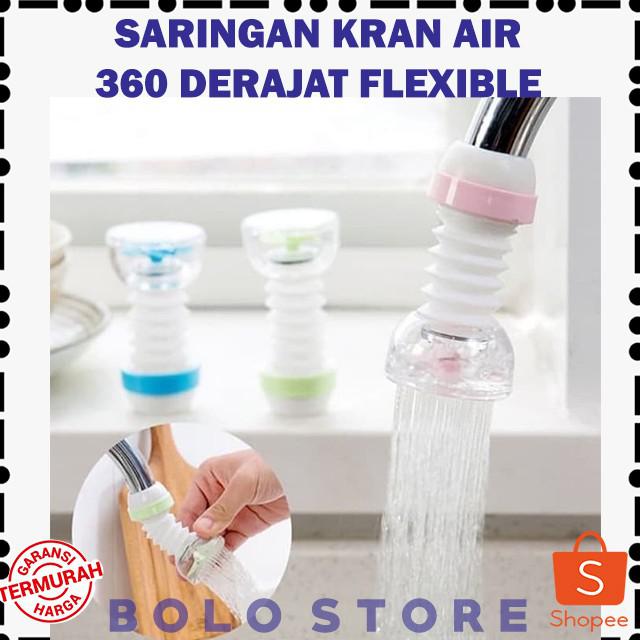 SARINGAN KRAN AIR
360 DERAJAT FLEXIBLE
GARANSI
TERMURAH
HARGA
BOLO STORE
S
Shopee